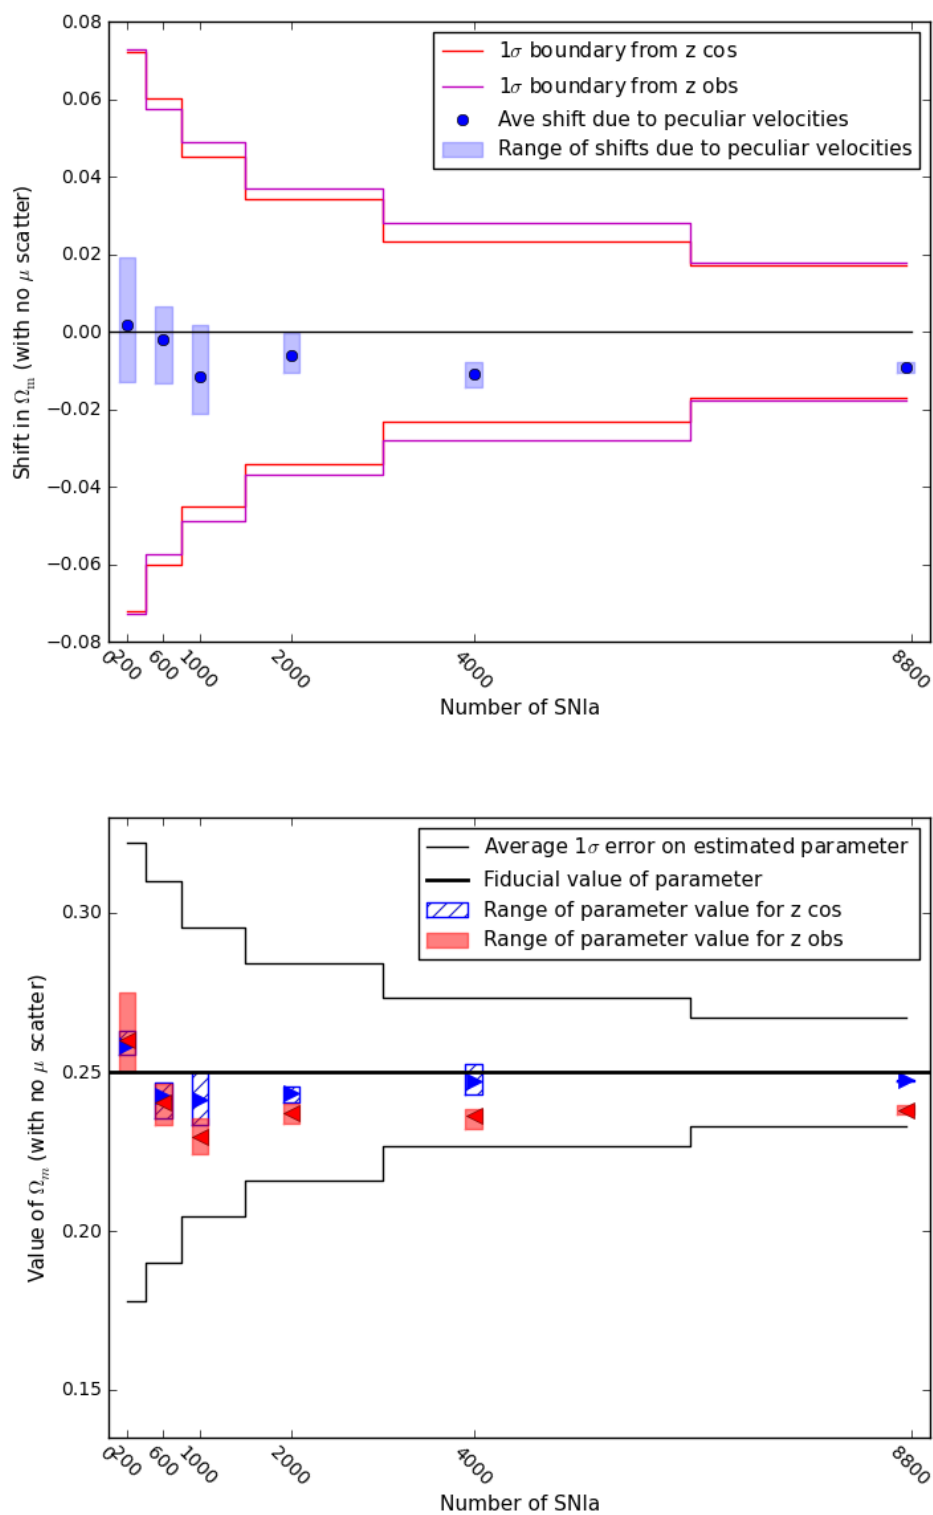 0.08
0.06
0.04
0.02
0.00
−0.02
−0.04
−0.06
−0.08
Shift in Ωm (with no μ scatter)
1σ boundary from z cos
1σ boundary from z obs
Ave shift due to peculiar velocities
Range of shifts due to peculiar velocities
0 200 600 1000 2000 4000 8800
Number of SNIa
0.30
0.25
0.20
0.15
Value of Ωm (with no μ scatter)
Average 1σ error on estimated parameter
Fiducial value of parameter
Range of parameter value for z cos
Range of parameter value for z obs
0 200 600 1000 2000 4000 8800
Number of SNIa